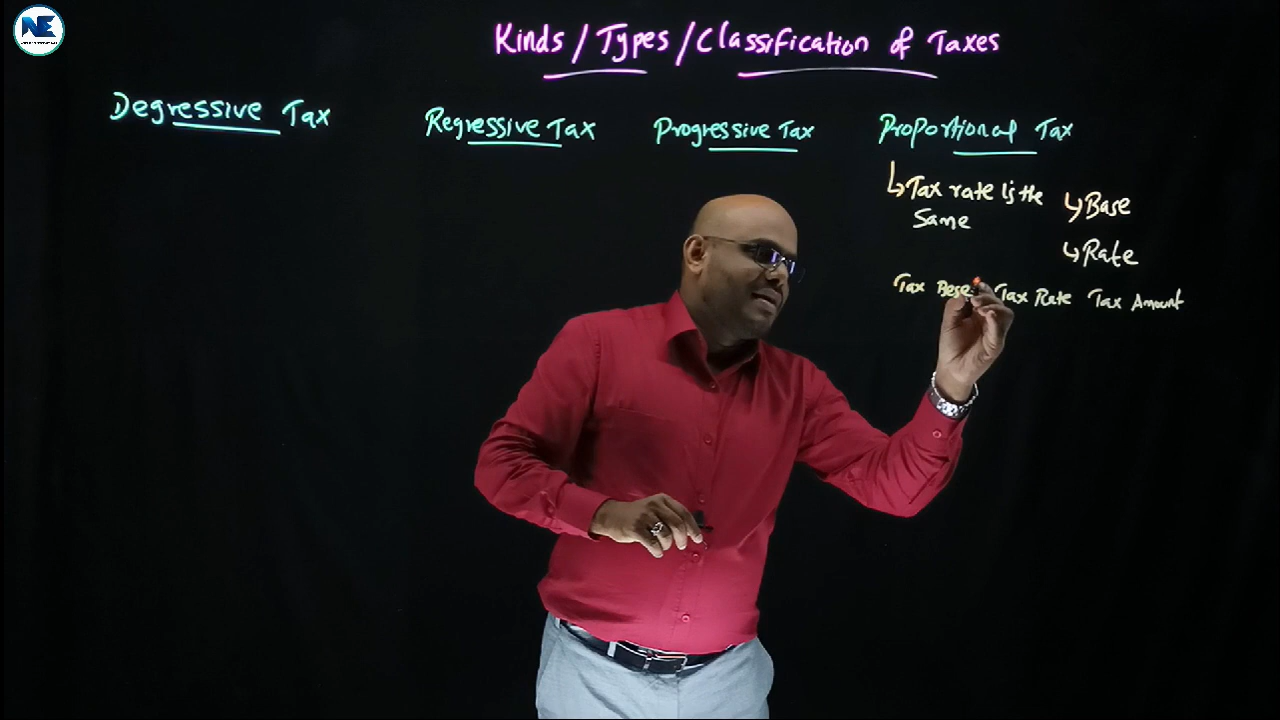 NE
Kinds / Types / Classification of Taxes
Degressive Tax
Regressive Tax
Progressive Tax
Proportional Tax
↳ Tax rate is the
Same
↳ Base
↳ Rate
Tax Base Tax Rate Tax Amount